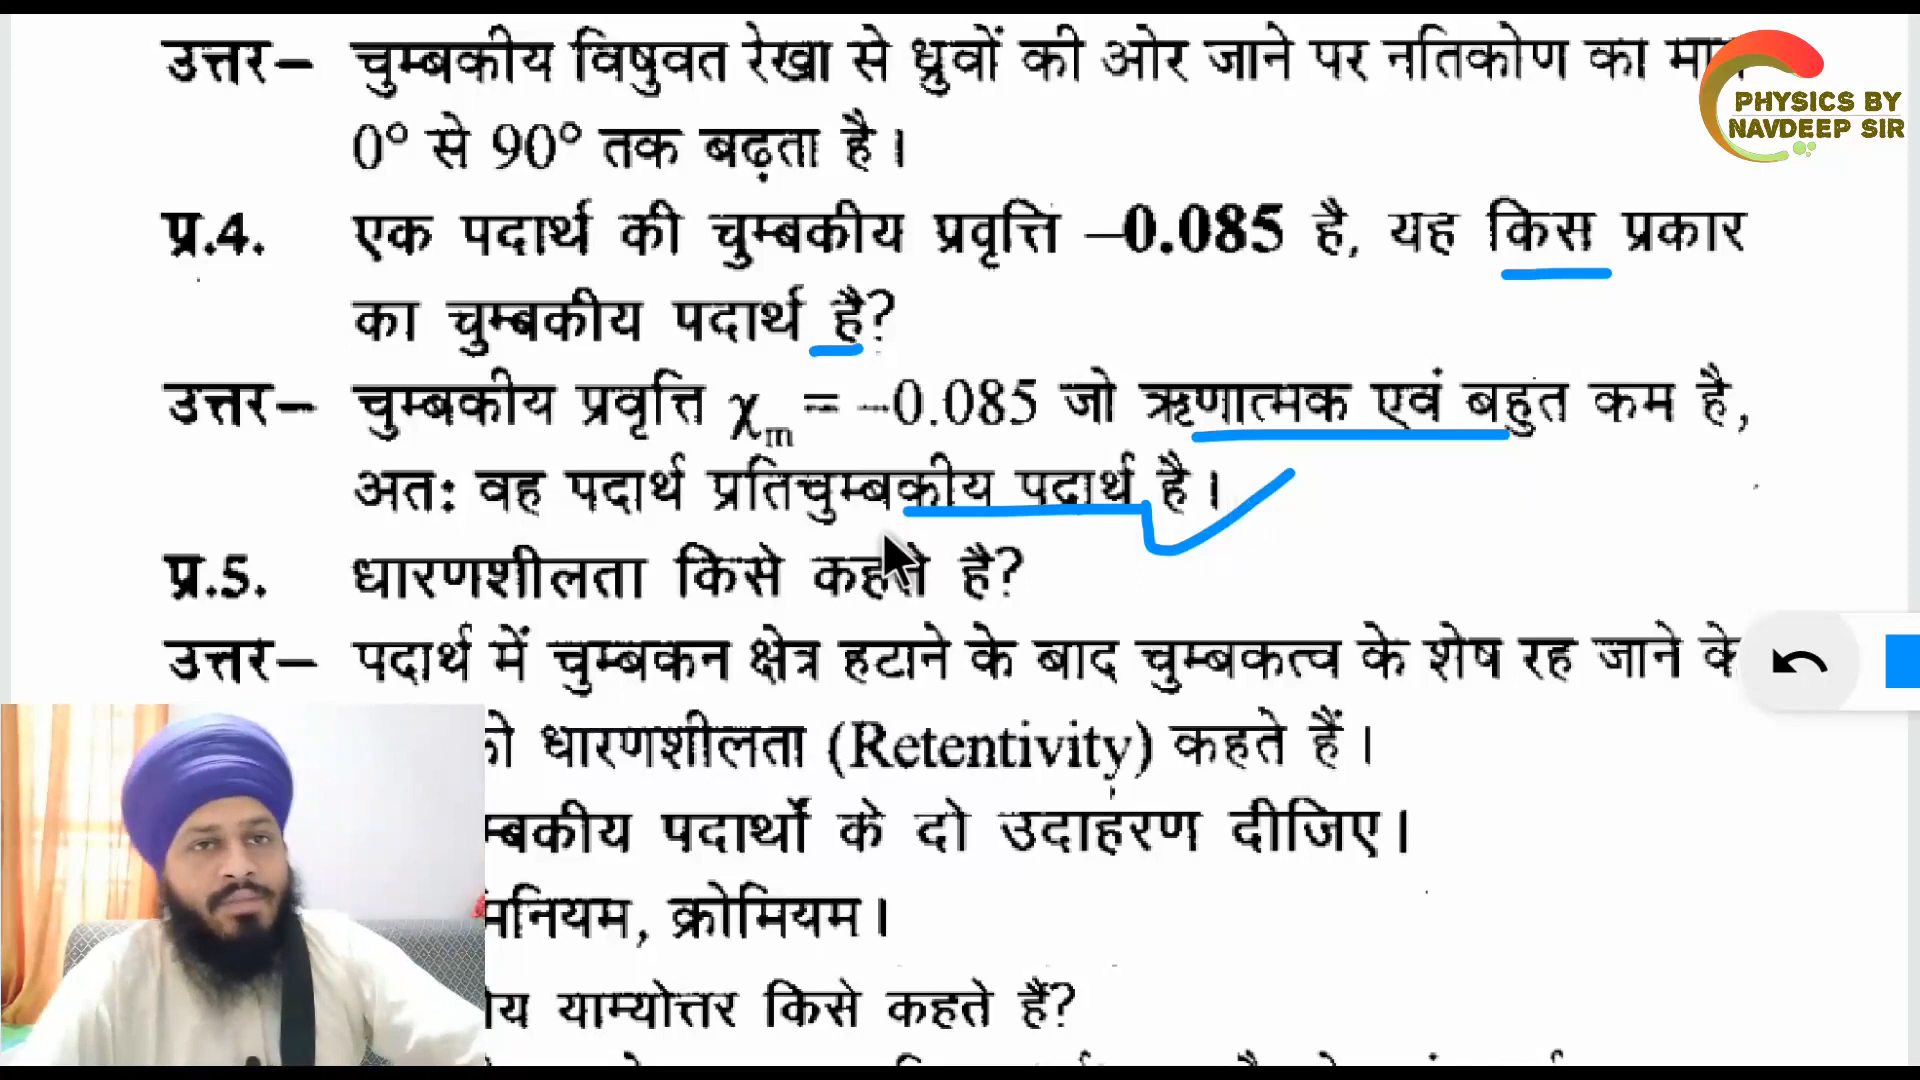 उत्तर– चुम्बकीय विषुवत रेखा से ध्रुवों की ओर जाने पर नतिकोण का
PHYSICS BY
NAVDEEP SIR
0° से 90° तक बढ़ता है।
प्र.4. एक पदार्थ की चुम्बकीय प्रवृत्ति –0.085 है, यह किस प्रकार
का चुम्बकीय पदार्थ है?
उत्तर– चुम्बकीय प्रवृत्ति χm = –0.085 जो ऋणात्मक एवं बहुत कम है,
अत: वह पदार्थ प्रतिचुम्बकीय पदार्थ है।
प्र.5. धारणशीलता किसे कहते है?
उत्तर– पदार्थ में चुम्बकन क्षेत्र हटाने के बाद चुम्बकत्व के शेष रह जाने के
धारणशीलता (Retentivity) कहते हैं।
म्बकीय पदार्थों के दो उदाहरण दीजिए।
मनियम, क्रोमियम।
याम्योत्तर किसे कहते हैं?